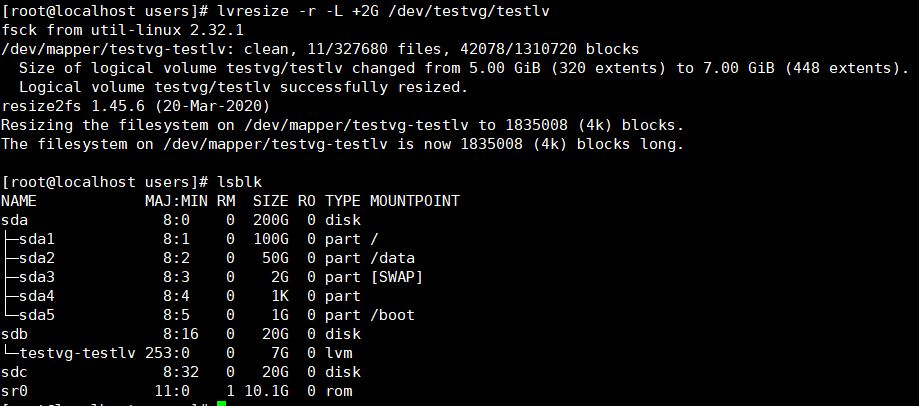 [root@localhost users]# lvresize -r -L +2G /dev/testvg/testlv
fsck from util-linux 2.32.1
/dev/mapper/testvg-testlv: clean, 11/327680 files, 42078/1310720 blocks
  Size of logical volume testvg/testlv changed from 5.00 GiB (320 extents) to 7.00 GiB (448 extents).
  Logical volume testvg/testlv successfully resized.
resize2fs 1.45.6 (20-Mar-2020)
Resizing the filesystem on /dev/mapper/testvg-testlv to 1835008 (4k) blocks.
The filesystem on /dev/mapper/testvg-testlv is now 1835008 (4k) blocks long.

[root@localhost users]# lsblk
NAME            MAJ:MIN RM  SIZE RO TYPE MOUNTPOINT
sda               8:0    0  200G  0 disk
├─sda1            8:1    0  100G  0 part /
├─sda2            8:2    0   50G  0 part /data
├─sda3            8:3    0    2G  0 part [SWAP]
├─sda4            8:4    0    1K  0 part
└─sda5            8:5    0    1G  0 part /boot
sdb               8:16   0   20G  0 disk
└─testvg-testlv 253:0    0    7G  0 lvm
sdc               8:32   0   20G  0 disk
sr0              11:0    1 10.1G  0 rom
[root@localhost users]#